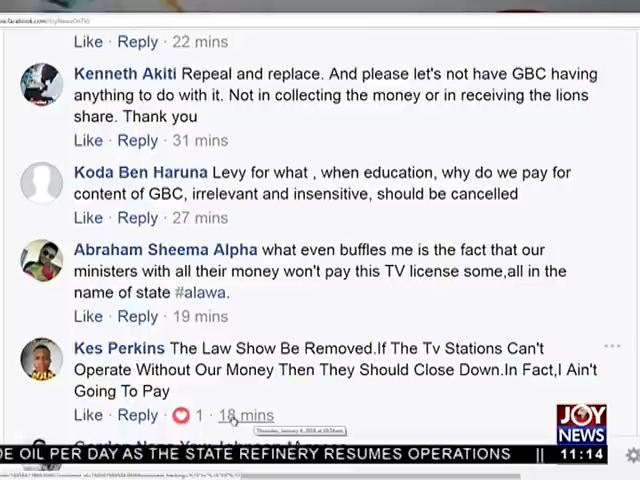 Like · Reply · 22 mins
Kenneth Akiti Repeal and replace. And please let's not have GBC having
anything to do with it. Not in collecting the money or in receiving the lions
share. Thank you
Like · Reply · 31 mins
Koda Ben Haruna Levy for what , when education, why do we pay for
content of GBC, irrelevant and insensitive, should be cancelled
Like · Reply · 27 mins
Abraham Sheema Alpha what even buffles me is the fact that our
ministers with all their money won't pay this TV license some,all in the
name of state #alawa.
Like · Reply · 19 mins
Kes Perkins The Law Show Be Removed.If The Tv Stations Can't
Operate Without Our Money Then They Should Close Down.In Fact,I Ain't
Going To Pay
Like · Reply · 1 · 18 mins
JOY
NEWS
OIL PER DAY AS THE STATE REFINERY RESUMES OPERATIONS || 11:14